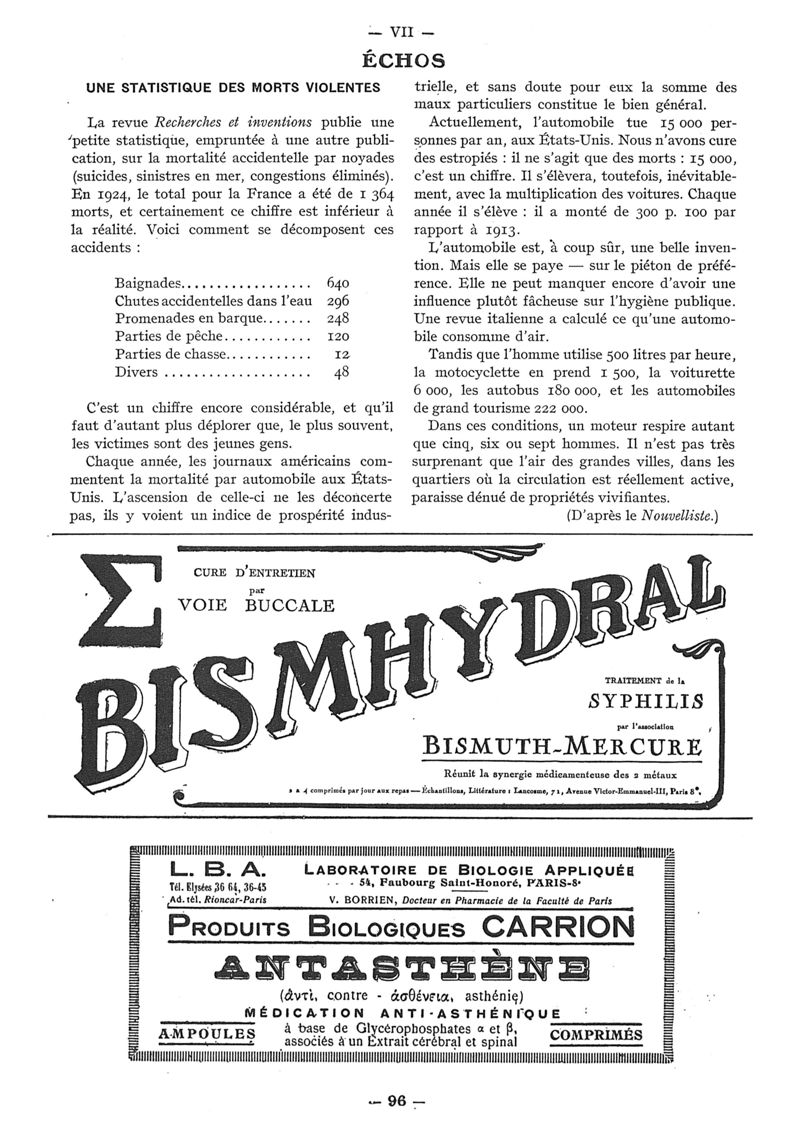 — VII —
ÉCHOS
UNE STATISTIQUE DES MORTS VIOLENTES
La revue Recherches et inventions publie une
petite statistique, empruntée à une autre publi-
cation, sur la mortalité accidentelle par noyades
(suicides, sinistres en mer, congestions éliminés).
En 1924, le total pour la France a été de 1 364
morts, et certainement ce chiffre est inférieur à
la réalité. Voici comment se décomposent ces
accidents :
Baignades.................. 640
Chutes accidentelles dans l'eau 296
Promenades en barque....... 248
Parties de pêche............ 120
Parties de chasse............ 12
Divers .................... 48
C'est un chiffre encore considérable, et qu'il
faut d'autant plus déplorer que, le plus souvent,
les victimes sont des jeunes gens.
Chaque année, les journaux américains com-
mentent la mortalité par automobile aux États-
Unis. L'ascension de celle-ci ne les déconcerte
pas, ils y voient un indice de prospérité indus-
trielle, et sans doute pour eux la somme des
maux particuliers constitue le bien général.
Actuellement, l'automobile tue 15 000 per-
sonnes par an, aux États-Unis. Nous n'avons cure
des estropiés : il ne s'agit que des morts : 15 000,
c'est un chiffre. Il s'élèvera, toutefois, inévitable-
ment, avec la multiplication des voitures. Chaque
année il s'élève : il a monté de 300 p. 100 par
rapport à 1913.
L'automobile est, à coup sûr, une belle inven-
tion. Mais elle se paye — sur le piéton de préfé-
rence. Elle ne peut manquer encore d'avoir une
influence plutôt fâcheuse sur l'hygiène publique.
Une revue italienne a calculé ce qu'une automo-
bile consomme d'air.
Tandis que l'homme utilise 500 litres par heure,
la motocyclette en prend 1 500, la voiturette
6 000, les autobus 180 000, et les automobiles
de grand tourisme 222 000.
Dans ces conditions, un moteur respire autant
que cinq, six ou sept hommes. Il n'est pas très
surprenant que l'air des grandes villes, dans les
quartiers où la circulation est réellement active,
paraisse dénué de propriétés vivifiantes.
(D'après le Nouvelliste.)
Σ
CURE D'ENTRETIEN
par
VOIE BUCCALE
BISMHYDRAL
TRAITEMENT de la
SYPHILIS
par l'association
BISMUTH-MERCURE
Réunit la synergie médicamenteuse des 2 métaux
2 à 4 comprimés par jour aux repas — Échantillons, Littérature : Lancosme, 71, Avenue Victor-Emmanuel-III, Paris 8e.
L. B. A.
Tél. Elysées 36 64, 36-45
Ad. tél. Rioncar-Paris
LABORATOIRE DE BIOLOGIE APPLIQUÉE
54, Faubourg Saint-Honoré, PARIS-8e
V. BORRIEN, Docteur en Pharmacie de la Faculté de Paris
PRODUITS BIOLOGIQUES CARRION
ANTASTHÈNE
(ἀντὶ, contre - ἀσθένεια, asthénie)
MÉDICATION ANTI-ASTHÉNIQUE
AMPOULES
à base de Glycérophosphates α et β,
associés à un Extrait cérébral et spinal
COMPRIMÉS
— 96 —